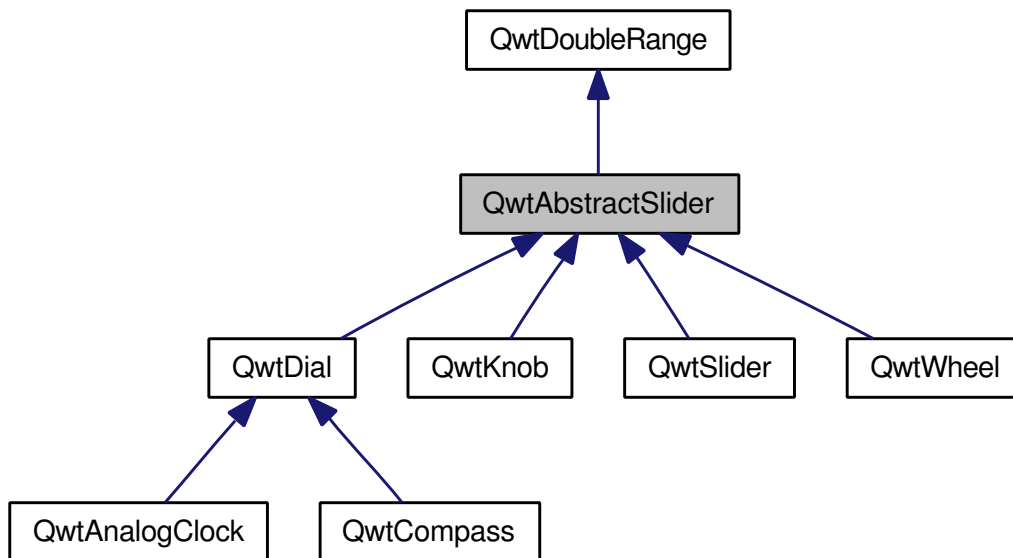 QwtDoubleRange
QwtAbstractSlider
QwtDial
QwtKnob
QwtSlider
QwtWheel
QwtAnalogClock
QwtCompass